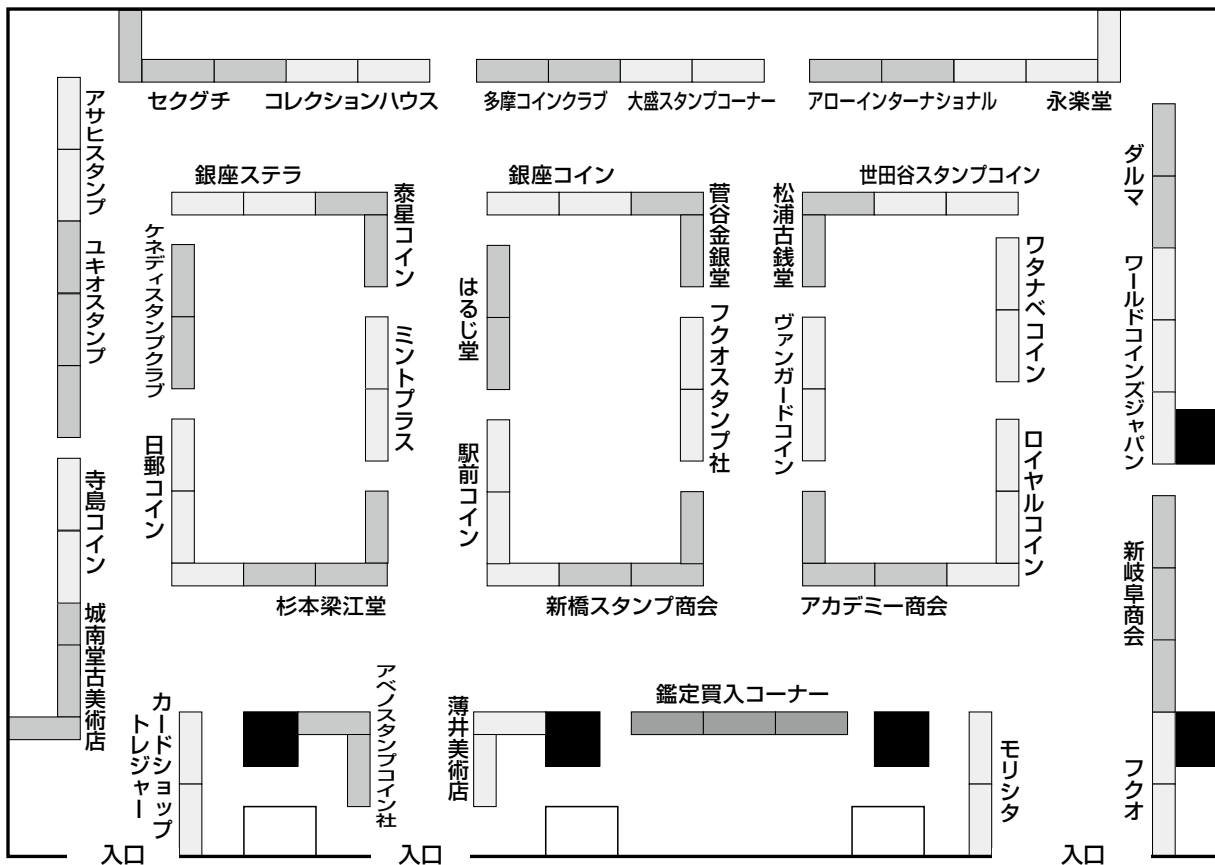 セクグチ
コレクションハウス
多摩コインクラブ
大盛スタンプコーナー
アローインターナショナル
永楽堂
アサヒスタンプ
ユキオスタンプ
寺島コイン
城南堂古美術店
銀座ステラ
泰星コイン
ケネディスタンプクラブ
ミントプラス
日郵コイン
杉本梁江堂
銀座コイン
菅谷金銀堂
はるじ堂
フクオスタンプ社
駅前コイン
新橋スタンプ商会
世田谷スタンプコイン
松浦古銭堂
ワタナベコイン
ヴァンガードコイン
ロイヤルコイン
アカデミー商会
ダルマ
ワールドコインズジャパン
新岐阜商会
フクオ
カードショップ
トレジャー
アベノスタンプコイン社
薄井美術店
鑑定買入コーナー
モリシタ
入口
入口
入口